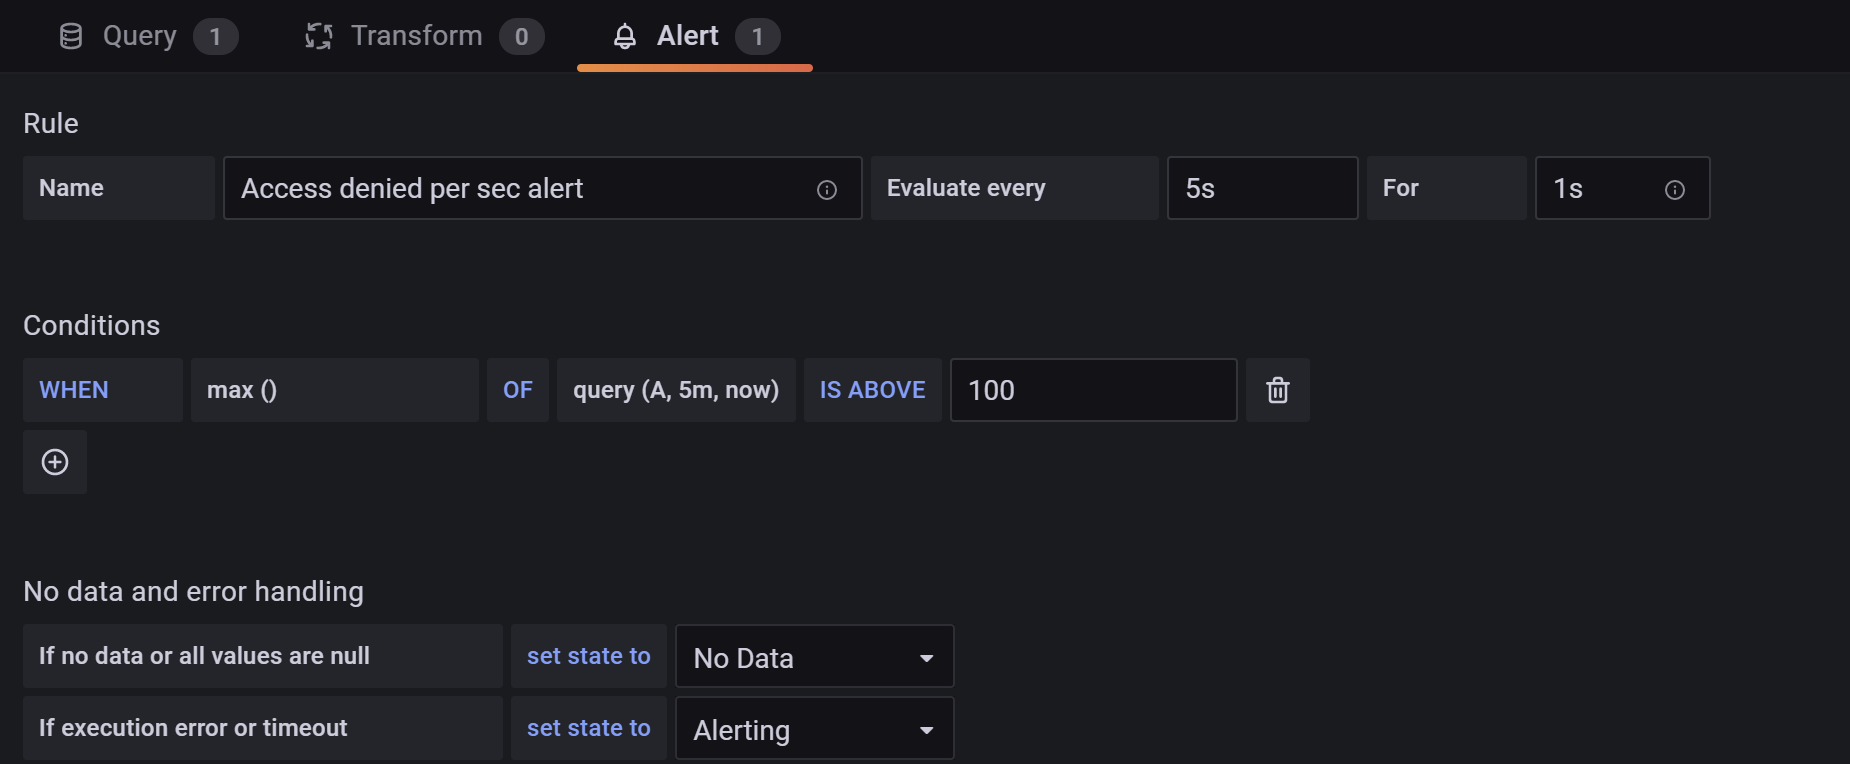 Query 1 Transform 0 Alert 1
Rule
Name Access denied per sec alert Evaluate every 5s For 1s
Conditions
WHEN max () OF query (A, 5m, now) IS ABOVE 100
No data and error handling
If no data or all values are null set state to No Data
If execution error or timeout set state to Alerting